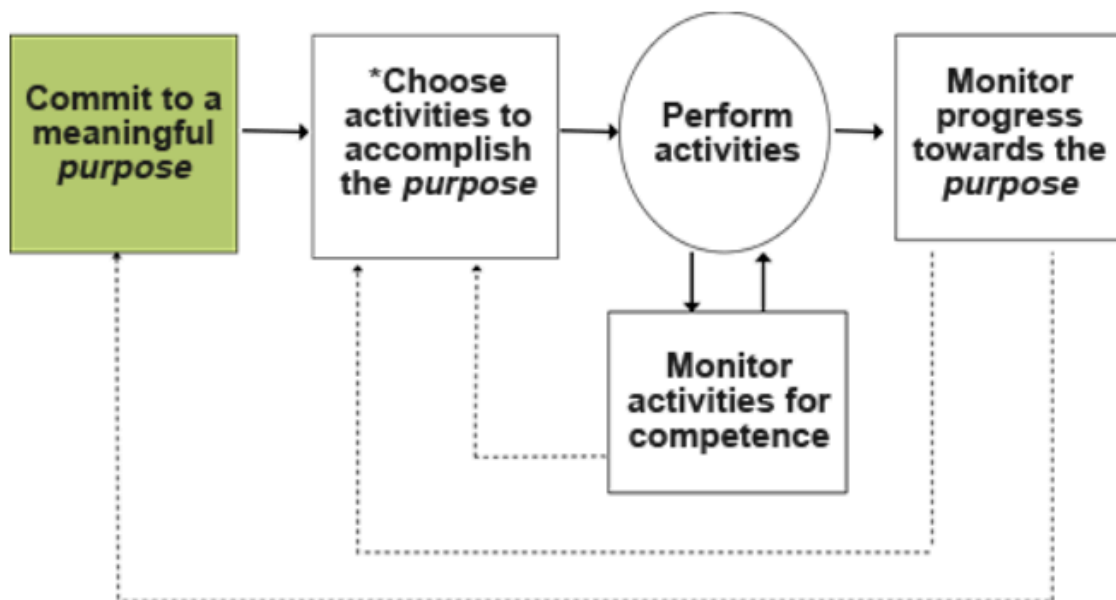 Commit to a
meaningful
purpose
*Choose
activities to
accomplish
the purpose
Perform
activities
Monitor
progress
towards the
purpose
Monitor
activities for
competence